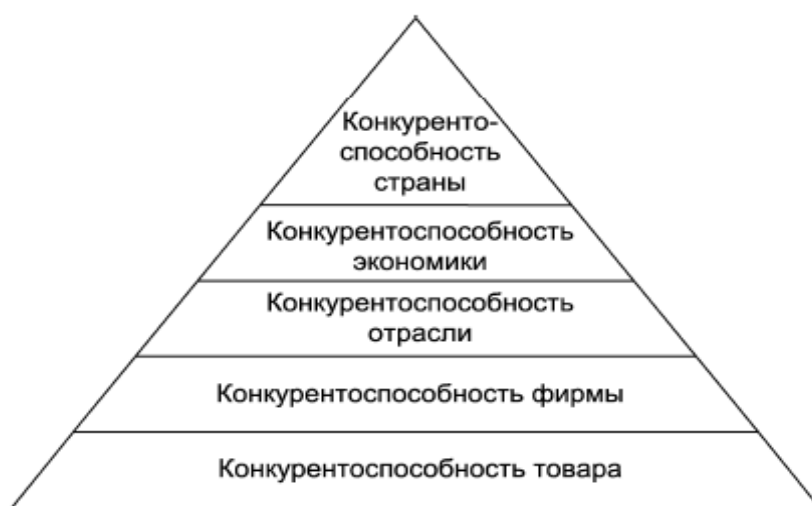 Конкуренто-
способность
страны
Конкурентоспособность
экономики
Конкурентоспособность
отрасли
Конкурентоспособность фирмы
Конкурентоспособность товара